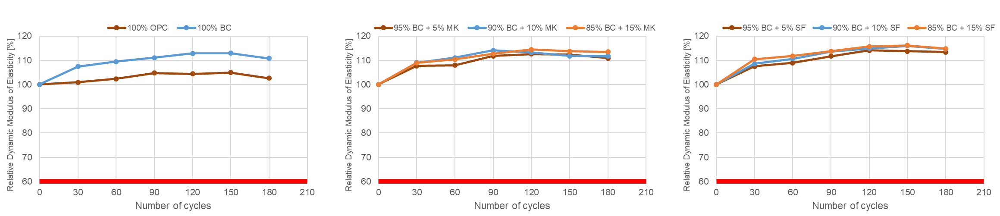 100% OPC 100% BC
Relative Dynamic Modulus of Elasticity [%]
120
110
100
90
80
70
60
0 30 60 90 120 150 180 210
Number of cycles
95% BC + 5% MK 90% BC + 10% MK 85% BC + 15% MK
Relative Dynamic Modulus of Elasticity [%]
120
110
100
90
80
70
60
0 30 60 90 120 150 180 210
Number of cycles
95% BC + 5% SF 90% BC + 10% SF 85% BC + 15% SF
Relative Dynamic Modulus of Elasticity [%]
120
110
100
90
80
70
60
0 30 60 90 120 150 180 210
Number of cycles